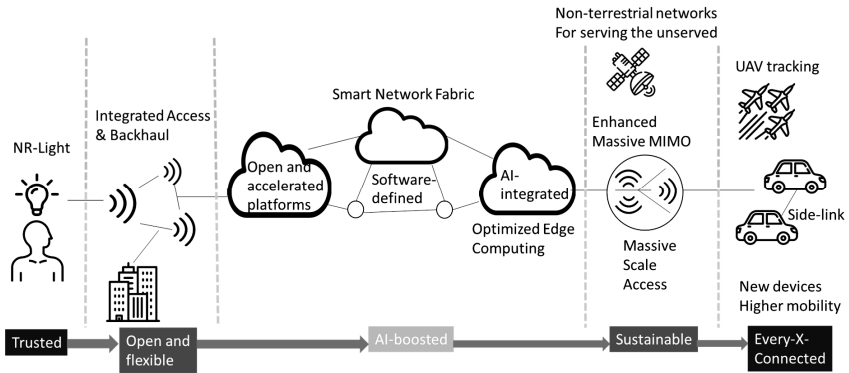 Non-terrestrial networks
For serving the unserved
UAV tracking
Smart Network Fabric
Integrated Access
& Backhaul
Enhanced
Massive MIMO
NR-Light
Open and
accelerated
platforms
Software-
defined
AI-
integrated
Side-link
Optimized Edge
Computing
Massive
Scale
Access
New devices
Higher mobility
Trusted
Open and
flexible
AI-boosted
Sustainable
Every-X-
Connected